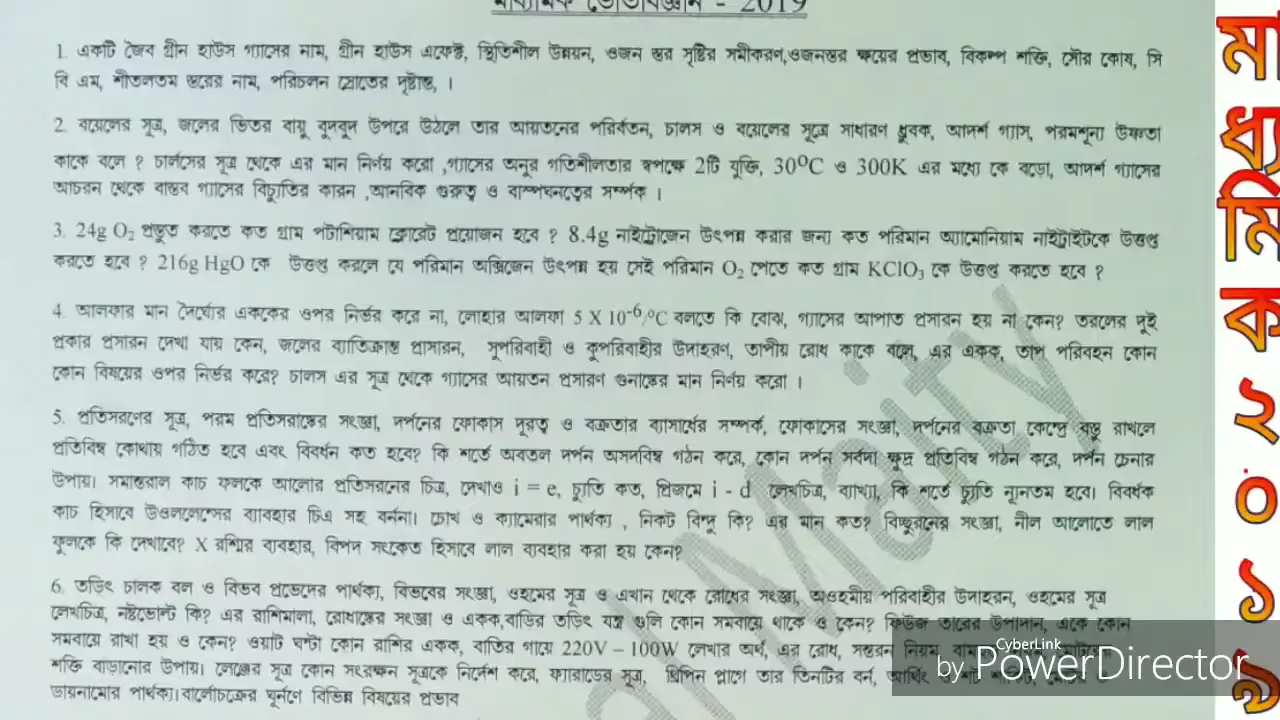 মাধ্যমিক ভৌতবিজ্ঞান - 2019
1. একটি জৈব গ্রীন হাউস গ্যাসের নাম, গ্রীন হাউস এফেক্ট, স্থিতিশীল উন্নয়ন, ওজন স্তর সৃষ্টির সমীকরণ,ওজনস্তর ক্ষয়ের প্রভাব, বিকল্প শক্তি, সৌর কোষ, সি
বি এম, শীতলতম স্তরের নাম, পরিচলন স্রোতের দৃষ্টান্ত, ।
2. বয়েলের সূত্র, জলের ভিতর বায়ু বুদবুদ উপরে উঠলে তার আয়তনের পরিবর্তন, চালস ও বয়েলের সূত্রে সাধারণ ধ্রুবক, আদর্শ গ্যাস, পরমশূন্য উষ্ণতা
কাকে বলে ? চার্লসের সূত্র থেকে এর মান নির্ণয় করো ,গ্যাসের অনুর গতিশীলতার স্বপক্ষে 2টি যুক্তি, 30⁰C ও 300K এর মধ্যে কে বড়ো, আদর্শ গ্যাসের
আচরন থেকে বাস্তব গ্যাসের বিচ্যুতির কারন ,আনবিক গুরুত্ব ও বাষ্পঘনত্বের সর্ম্পক ।
3. 24g O₂ প্রস্তুত করতে কত গ্রাম পটাশিয়াম ক্লোরেট প্রয়োজন হবে ? 8.4g নাইট্রোজেন উৎপন্ন করার জন্য কত পরিমান অ্যামোনিয়াম নাইট্রাইটকে উত্তপ্ত
করতে হবে ? 216g HgO কে উত্তপ্ত করলে যে পরিমান অক্সিজেন উৎপন্ন হয় সেই পরিমান O₂ পেতে কত গ্রাম KClO₃ কে উত্তপ্ত করতে হবে ?
4. আলফার মান দৈর্ঘ্যের এককের ওপর নির্ভর করে না, লোহার আলফা 5 X 10⁻⁶/⁰C বলতে কি বোঝ, গ্যাসের আপাত প্রসারন হয় না কেন? তরলের দুই
প্রকার প্রসারন দেখা যায় কেন, জলের ব্যতিক্রান্ত প্রাসারন, সুপরিবাহী ও কুপরিবাহীর উদাহরণ, তাপীয় রোধ কাকে বলে, এর একক, তাপ পরিবহন কোন
কোন বিষয়ের ওপর নির্ভর করে? চালস এর সূত্র থেকে গ্যাসের আয়তন প্রসারণ গুনাঙ্কের মান নির্ণয় করো ।
5. প্রতিসরণের সূত্র, পরম প্রতিসরাঙ্কের সংজ্ঞা, দর্পনের ফোকাস দূরত্ব ও বক্রতার ব্যাসার্ধের সম্পর্ক, ফোকাসের সংজ্ঞা, দর্পনের বক্রতা কেন্দ্রে বস্তু রাখলে
প্রতিবিম্ব কোথায় গঠিত হবে এবং বিবর্ধন কত হবে? কি শর্তে অবতল দর্পন অসদবিম্ব গঠন করে, কোন দর্পন সর্বদা ক্ষুদ্র প্রতিবিম্ব গঠন করে, দর্পন চেনার
উপায়। সমান্তরাল কাচ ফলকে আলোর প্রতিসরনের চিত্র, দেখাও i = e, চ্যুতি কত, প্রিজমে i - d লেখচিত্র, ব্যাখ্যা, কি শর্তে চ্যুতি ন্যূনতম হবে। বিবর্ধক
কাচ হিসাবে উওললেন্সের ব্যাবহার চিএ সহ বর্ননা। চোখ ও ক্যামেরার পার্থক্য , নিকট বিন্দু কি? এর মান কত? বিচ্ছুরনের সংজ্ঞা, নীল আলোতে লাল
ফুলকে কি দেখাবে? X রশ্মির ব্যবহার, বিপদ সংকেত হিসাবে লাল ব্যবহার করা হয় কেন?
6. তড়িৎ চালক বল ও বিভব প্রভেদের পার্থক্য, বিভবের সংজ্ঞা, ওহমের সূত্র ও এখান থেকে রোধের সংজ্ঞা, অওহমীয় পরিবাহীর উদাহরন, ওহমের সূত্র
লেখচিত্র, নষ্টভোল্ট কি? এর রাশিমালা, রোধাঙ্কের সংজ্ঞা ও একক,বাড়ির তড়িৎ যন্ত্র গুলি কোন সমবায়ে থাকে ও কেন? ফিউজ তারের উপাদান, একে কোন
সমবায়ে রাখা হয় ও কেন? ওয়াট ঘণ্টা কোন রাশির একক, বাতির গায়ে 220V – 100W লেখার অর্থ, এর রোধ, সন্তরন নিয়ম,
শক্তি বাড়ানোর উপায়। লেঞ্জের সূত্র কোন সংরক্ষন সূত্রকে নির্দেশ করে, ফ্যারাডের সূত্র, থ্রিপিন প্লাগে তার তিনটির বর্ন,
ডায়নামোর পার্থক্য।বার্লোচক্রের ঘূর্নণে বিভিন্ন বিষয়ের প্রভাব
মাধ্যমিক ২০১৯
Maity
CyberLink
by PowerDirector